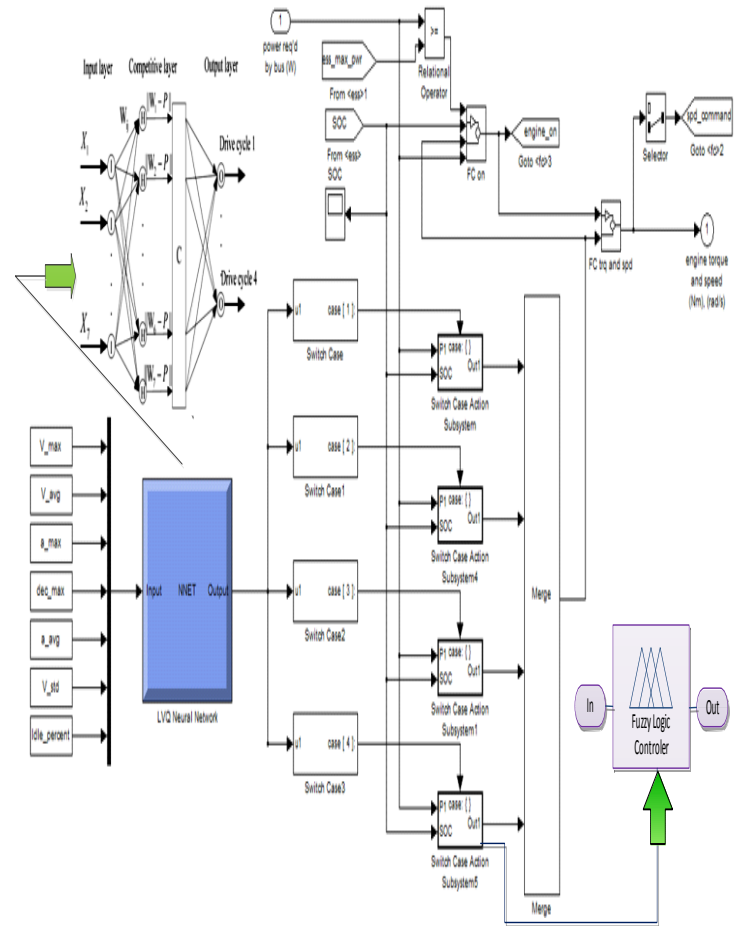 Input layer
Competitive layer
Output layer
X1
X2
X7
Drive cycle 1
Drive cycle 4
C
1
power req'd
by bus (W)
ess_max_pwr
From <ess>1
>=
Relational
Operator
SOC
From <ess>
SOC
FC on
engine_on
Goto <fc>3
Selector
spd_command
Goto <fc>2
FC trq and spd
1
engine torque
and speed
(Nm), (rad/s)
V_max
V_avg
a_max
dec_max
a_avg
V_std
Idle_percent
Input
NNET
Output
LVQ Neural Network
u1
case [ 1 ]:
Switch Case
u1
case [ 2 ]:
Switch Case1
u1
case [ 3 ]:
Switch Case2
u1
case [ 4 ]:
Switch Case3
P1 case: { }
SOC
Out1
Switch Case Action
Subsystem
P1 case: { }
SOC
Out1
Switch Case Action
Subsystem4
P1 case: { }
SOC
Out1
Switch Case Action
Subsystem1
P1 case: { }
SOC
Out1
Switch Case Action
Subsystem5
Merge
Merge
In
Fuzzy Logic
Controler
Out